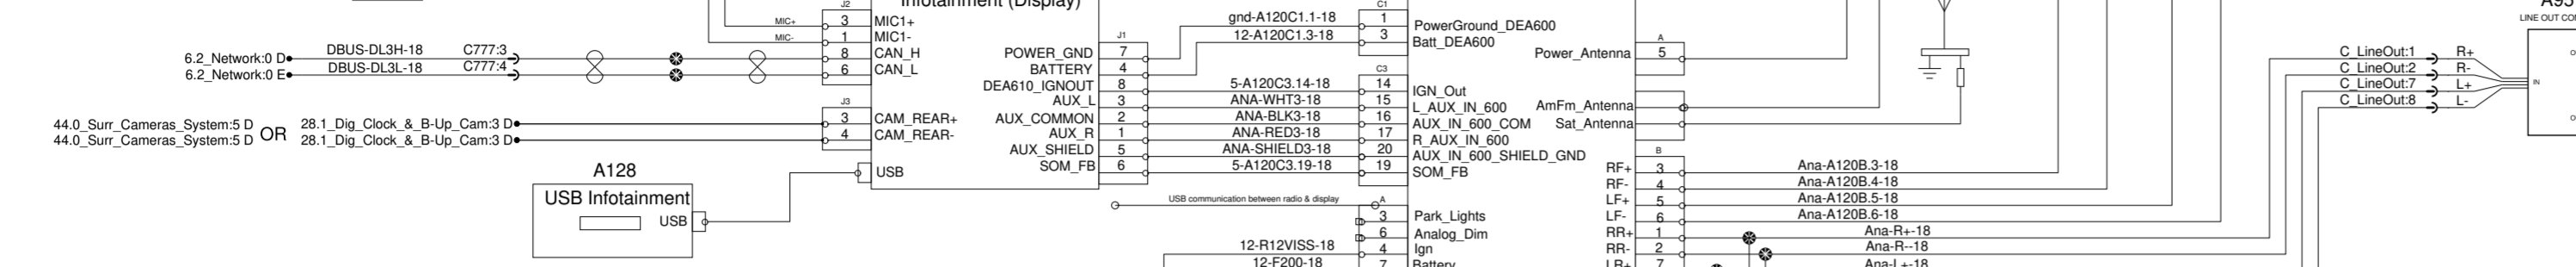 J2
Infotainment (Display)
C1
MIC+ 3 MIC1+
gnd-A120C1.1-18 1 PowerGround_DEA600
LINE OUT
MIC- 1 MIC1-
J1
12-A120C1.3-18 3 Batt_DEA600
A
6.2_Network:0 D DBUS-DL3H-18 C777:3 8 CAN_H
POWER_GND 7
Power_Antenna 5
C_LineOut:1 R+
6.2_Network:0 E DBUS-DL3L-18 C777:4 6 CAN_L
BATTERY 4
C3
C_LineOut:2 R-
DEA610_IGNOUT 8 5-A120C3.14-18 14 IGN_Out
C_LineOut:7 L+ IN
J3
AUX_L 3 ANA-WHT3-18 15 L_AUX_IN_600
AmFm_Antenna
C_LineOut:8 L-
44.0_Surr_Cameras_System:5 D OR 28.1_Dig_Clock_&_B-Up_Cam:3 D 3 CAM_REAR+
AUX_COMMON 2 ANA-BLK3-18 16 AUX_IN_600_COM
Sat_Antenna
44.0_Surr_Cameras_System:5 D 28.1_Dig_Clock_&_B-Up_Cam:3 D 4 CAM_REAR-
AUX_R 1 ANA-RED3-18 17 R_AUX_IN_600
AUX_SHIELD 5 ANA-SHIELD3-18 20 AUX_IN_600_SHIELD_GND
B
A128
USB
SOM_FB 6 5-A120C3.19-18 19 SOM_FB
RF+ 3 Ana-A120B.3-18
RF- 4 Ana-A120B.4-18
USB Infotainment
USB communication between radio & display
A
LF+ 5 Ana-A120B.5-18
USB
3 Park_Lights
LF- 6 Ana-A120B.6-18
6 Analog_Dim
RR+ 1 Ana-R+-18
12-R12VISS-18 4 Ign
RR- 2 Ana-R--18
12-F200-18 7 Battery
LR+ 7 Ana-L+-18